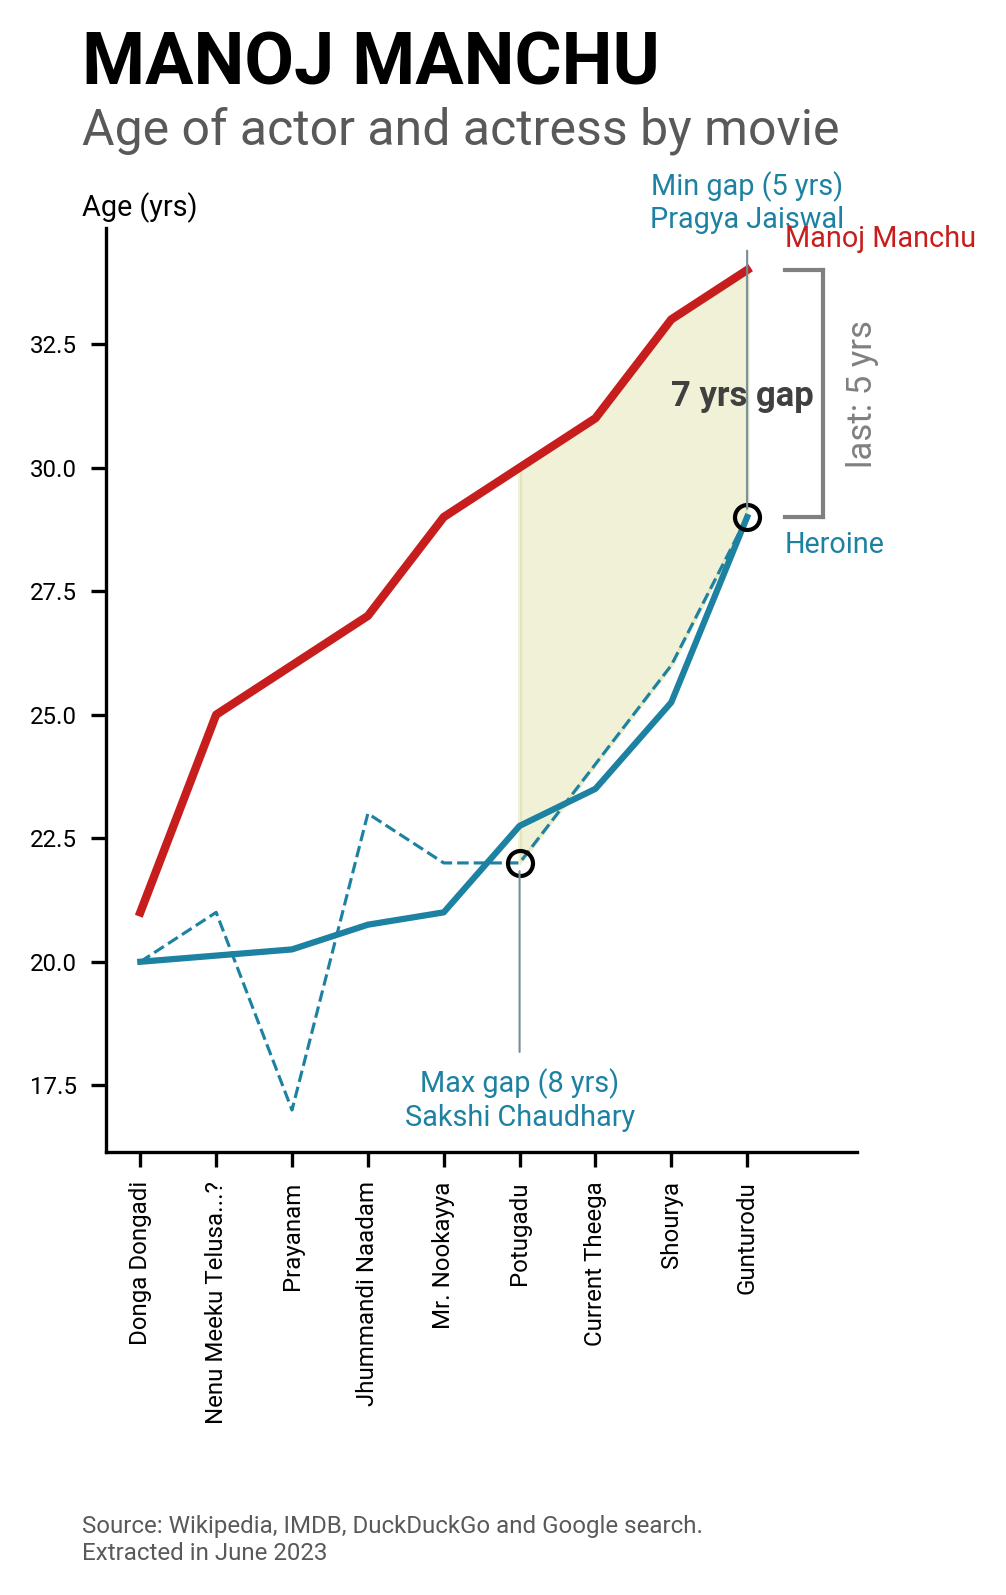 MANOJ MANCHU
Age of actor and actress by movie
Min gap (5 yrs)
Pragya Jaiswal
Age (yrs)
Manoj Manchu
32.5
last: 5 yrs
7 yrs gap
30.0
Heroine
27.5
25.0
22.5
20.0
17.5
Max gap (8 yrs)
Sakshi Chaudhary
Donga Dongadi
Nenu Meeku Telusa...?
Prayanam
Jhummandi Naadam
Mr. Nookayya
Potugadu
Current Theega
Shourya
Gunturodu
Source: Wikipedia, IMDB, DuckDuckGo and Google search.
Extracted in June 2023